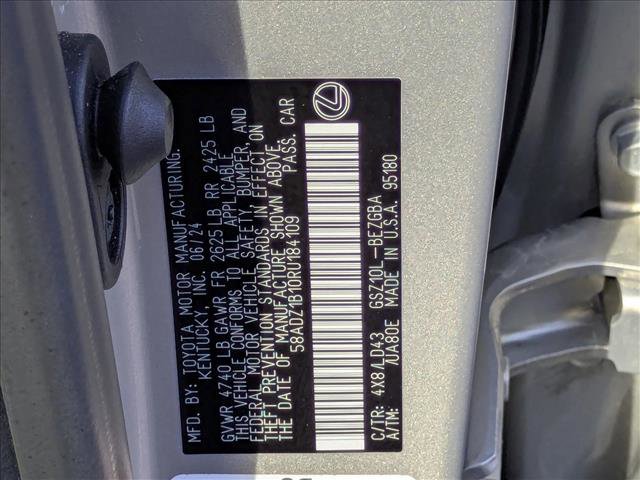 MFD. BY: TOYOTA MOTOR MANUFACTURING.
KENTUCKY, INC. 06/24
GVWR 4740 LB GAWR FR 2625 LB RR 2425 LB
THIS VEHICLE CONFORMS TO ALL APPLICABLE
FEDERAL MOTOR VEHICLE SAFETY, BUMPER, AND
THEFT PREVENTION STANDARDS IN EFFECT ON
THE DATE OF MANUFACTURE SHOWN ABOVE.
58ADZ1B10RU184109 PASS. CAR
C/TR: 4X8/LD43 GSZ10L-BEZGBA
A/TM: /UA80E MADE IN U.S.A. 95180